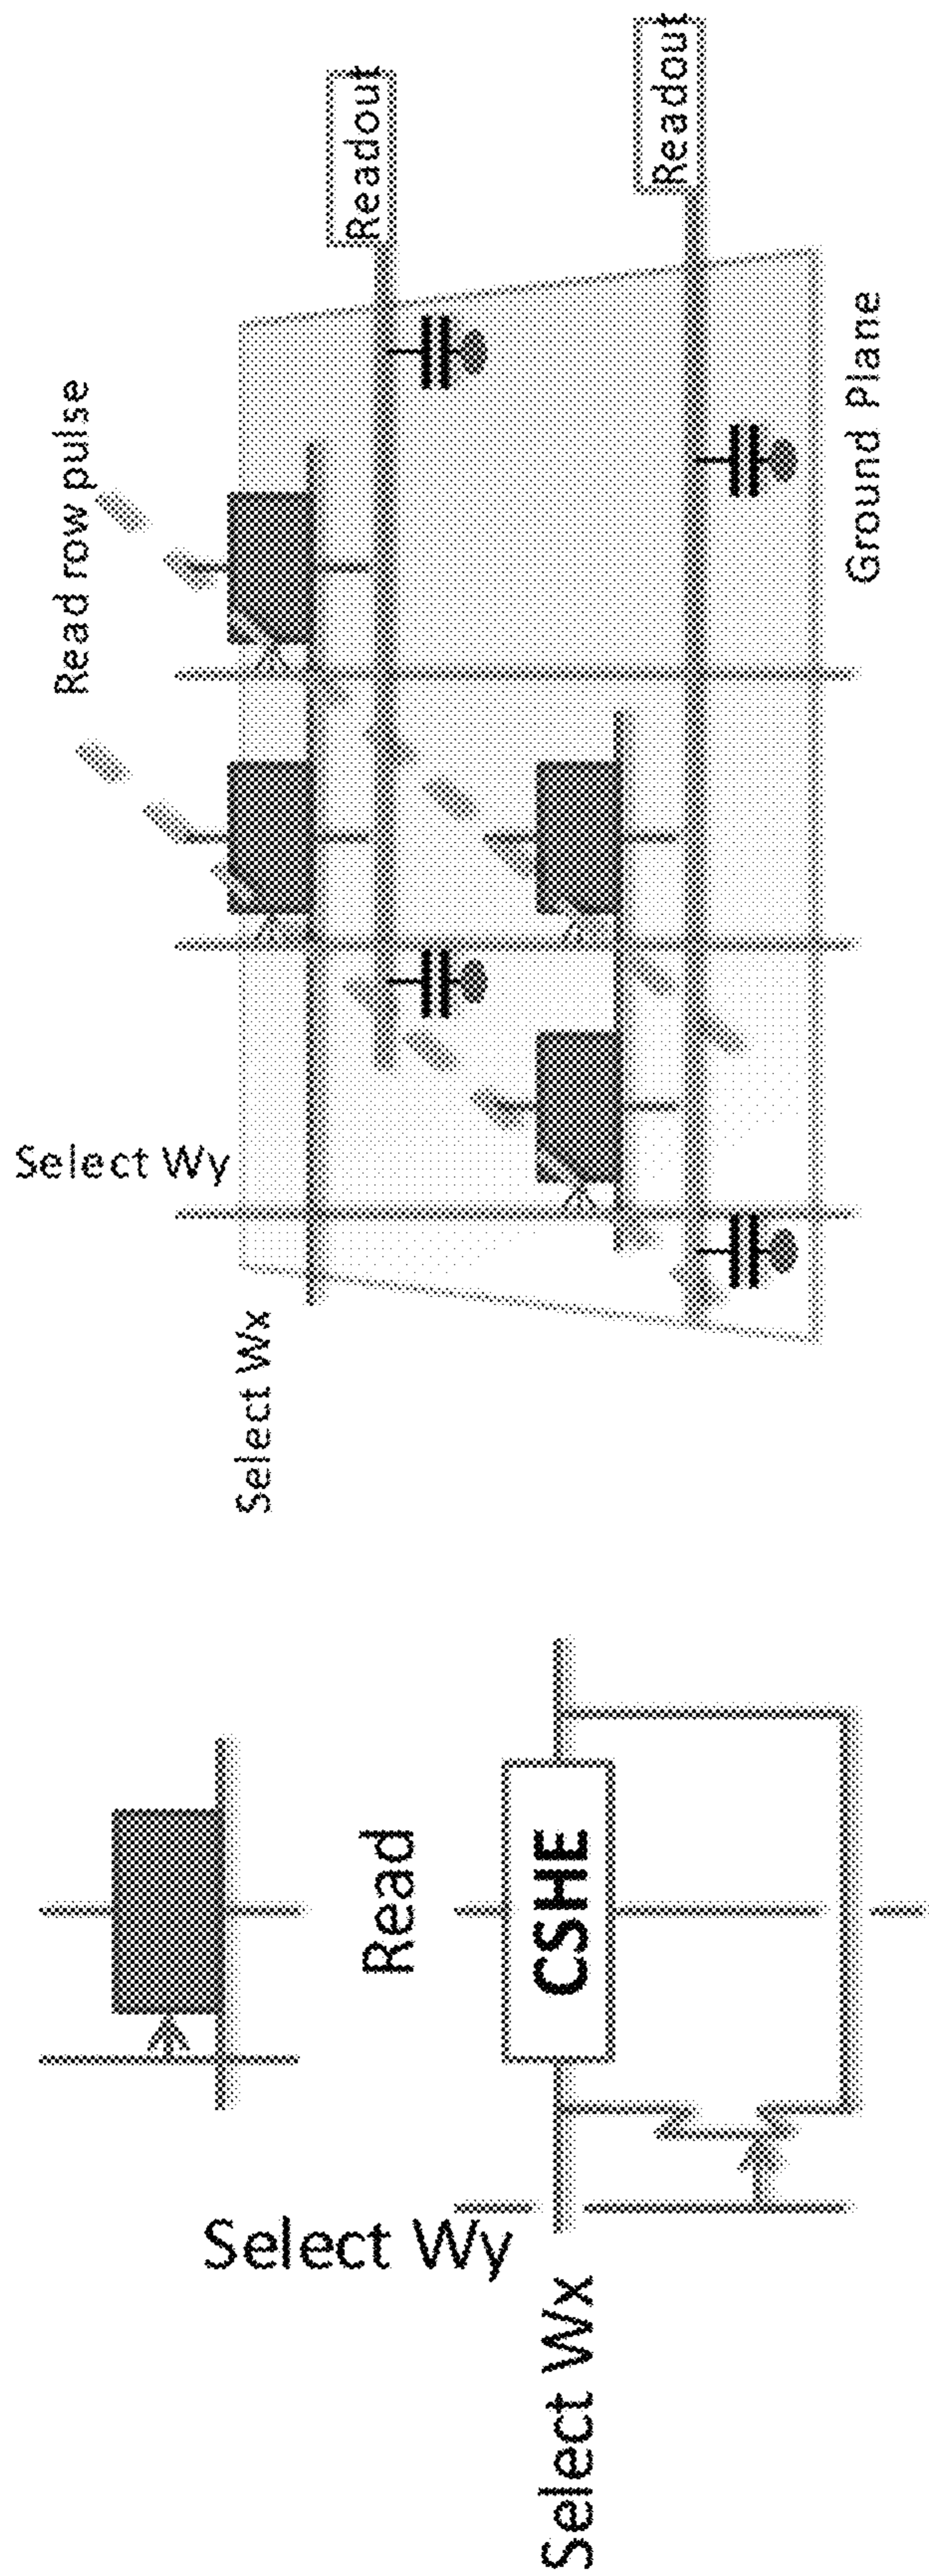 Read row pulse
Readout
Readout
Select Wy
Select Wx
Ground Plane
Read
CSHE
Select Wy
Select Wx